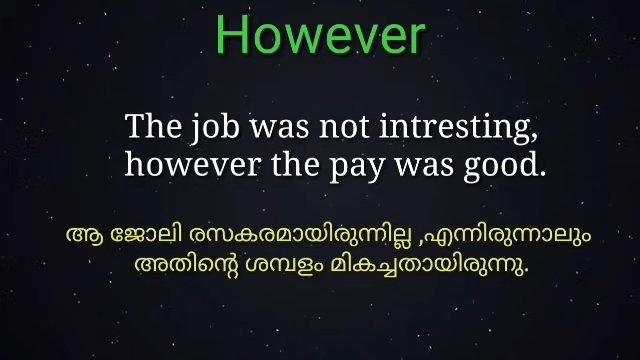 However
The job was not intresting,
however the pay was good.
ആ ജോലി രസകരമായിരുന്നില്ല ,എന്നിരുന്നാലും
അതിന്റെ ശമ്പളം മികച്ചതായിരുന്നു.